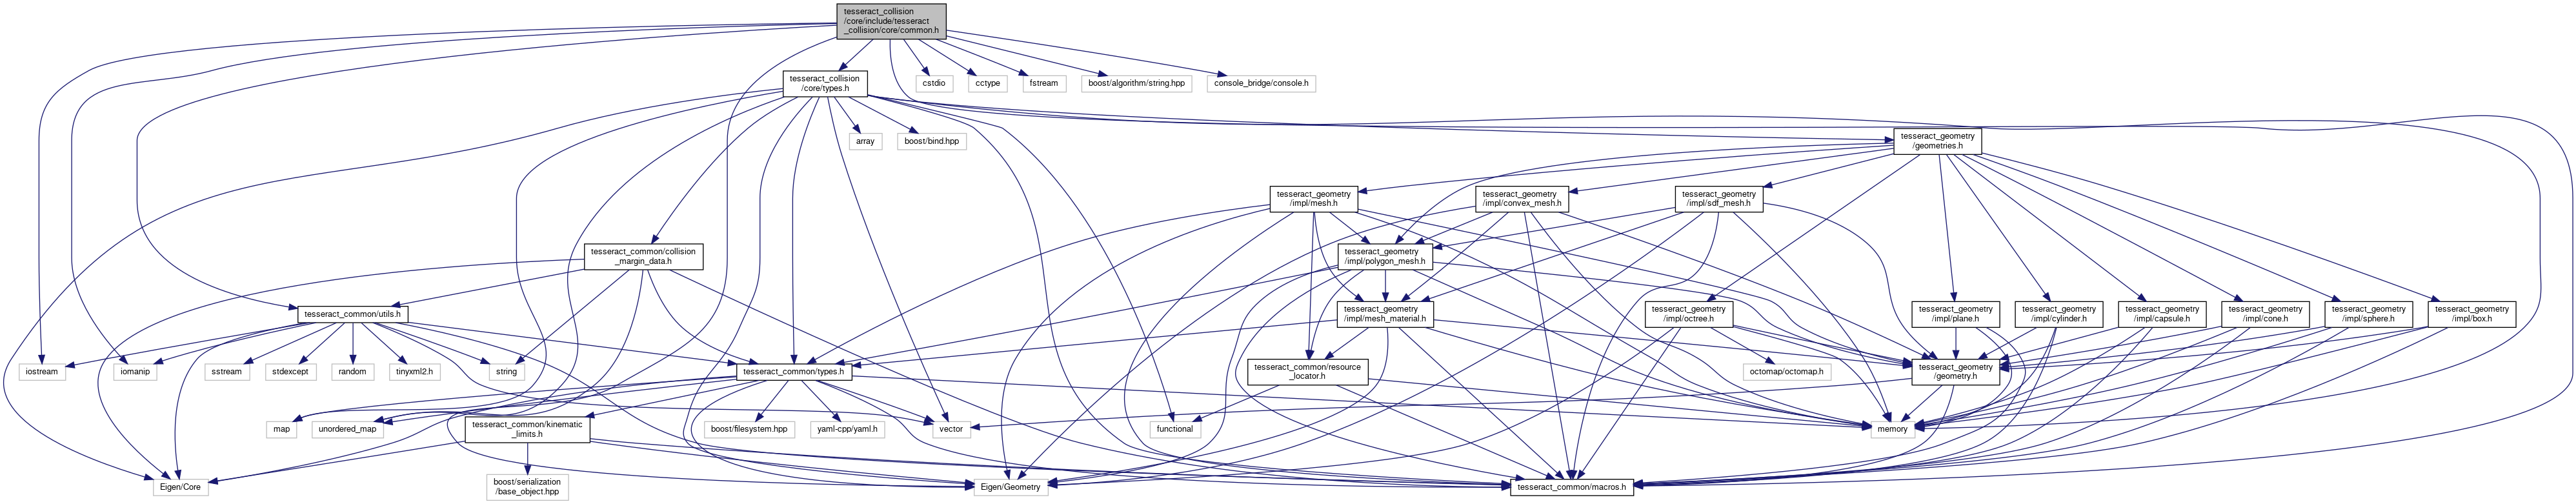 tesseract_collision
/core/include/tesseract
_collision/core/common.h
tesseract_collision
/core/types.h
cstdio
cctype
fstream
boost/algorithm/string.hpp
console_bridge/console.h
array
boost/bind.hpp
tesseract_geometry
/geometries.h
tesseract_geometry
/impl/mesh.h
tesseract_geometry
/impl/convex_mesh.h
tesseract_geometry
/impl/sdf_mesh.h
tesseract_common/collision
_margin_data.h
tesseract_geometry
/impl/polygon_mesh.h
tesseract_common/utils.h
tesseract_geometry
/impl/mesh_material.h
tesseract_geometry
/impl/octree.h
tesseract_geometry
/impl/plane.h
tesseract_geometry
/impl/cylinder.h
tesseract_geometry
/impl/capsule.h
tesseract_geometry
/impl/cone.h
tesseract_geometry
/impl/sphere.h
tesseract_geometry
/impl/box.h
iostream
iomanip
sstream
stdexcept
random
tinyxml2.h
string
tesseract_common/types.h
tesseract_common/resource
_locator.h
octomap/octomap.h
tesseract_geometry
/geometry.h
map
unordered_map
tesseract_common/kinematic
_limits.h
boost/filesystem.hpp
yaml-cpp/yaml.h
vector
functional
memory
Eigen/Core
boost/serialization
/base_object.hpp
Eigen/Geometry
tesseract_common/macros.h